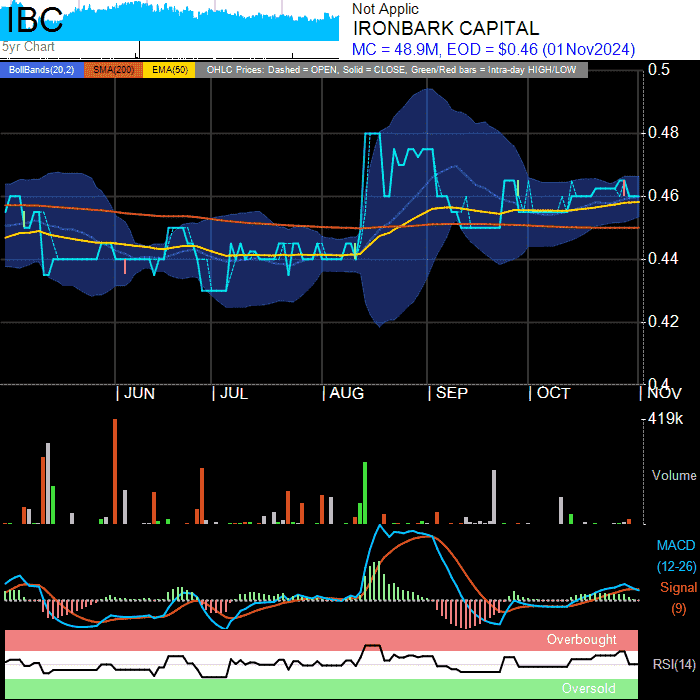 IBC
5yr Chart
Not Applic
IRONBARK CAPITAL
MC = 48.9M, EOD = $0.46 (01Nov2024)
BollBands(20,2) SMA(200) EMA(50) OHLC Prices: Dashed = OPEN, Solid = CLOSE, Green/Red bars = Intra-day HIGH/LOW
0.5
0.48
0.46
0.44
0.42
0.4
JUN JUL AUG SEP OCT NOV
419k
Volume
MACD
(12-26)
Signal
(9)
Overbought
RSI(14)
Oversold